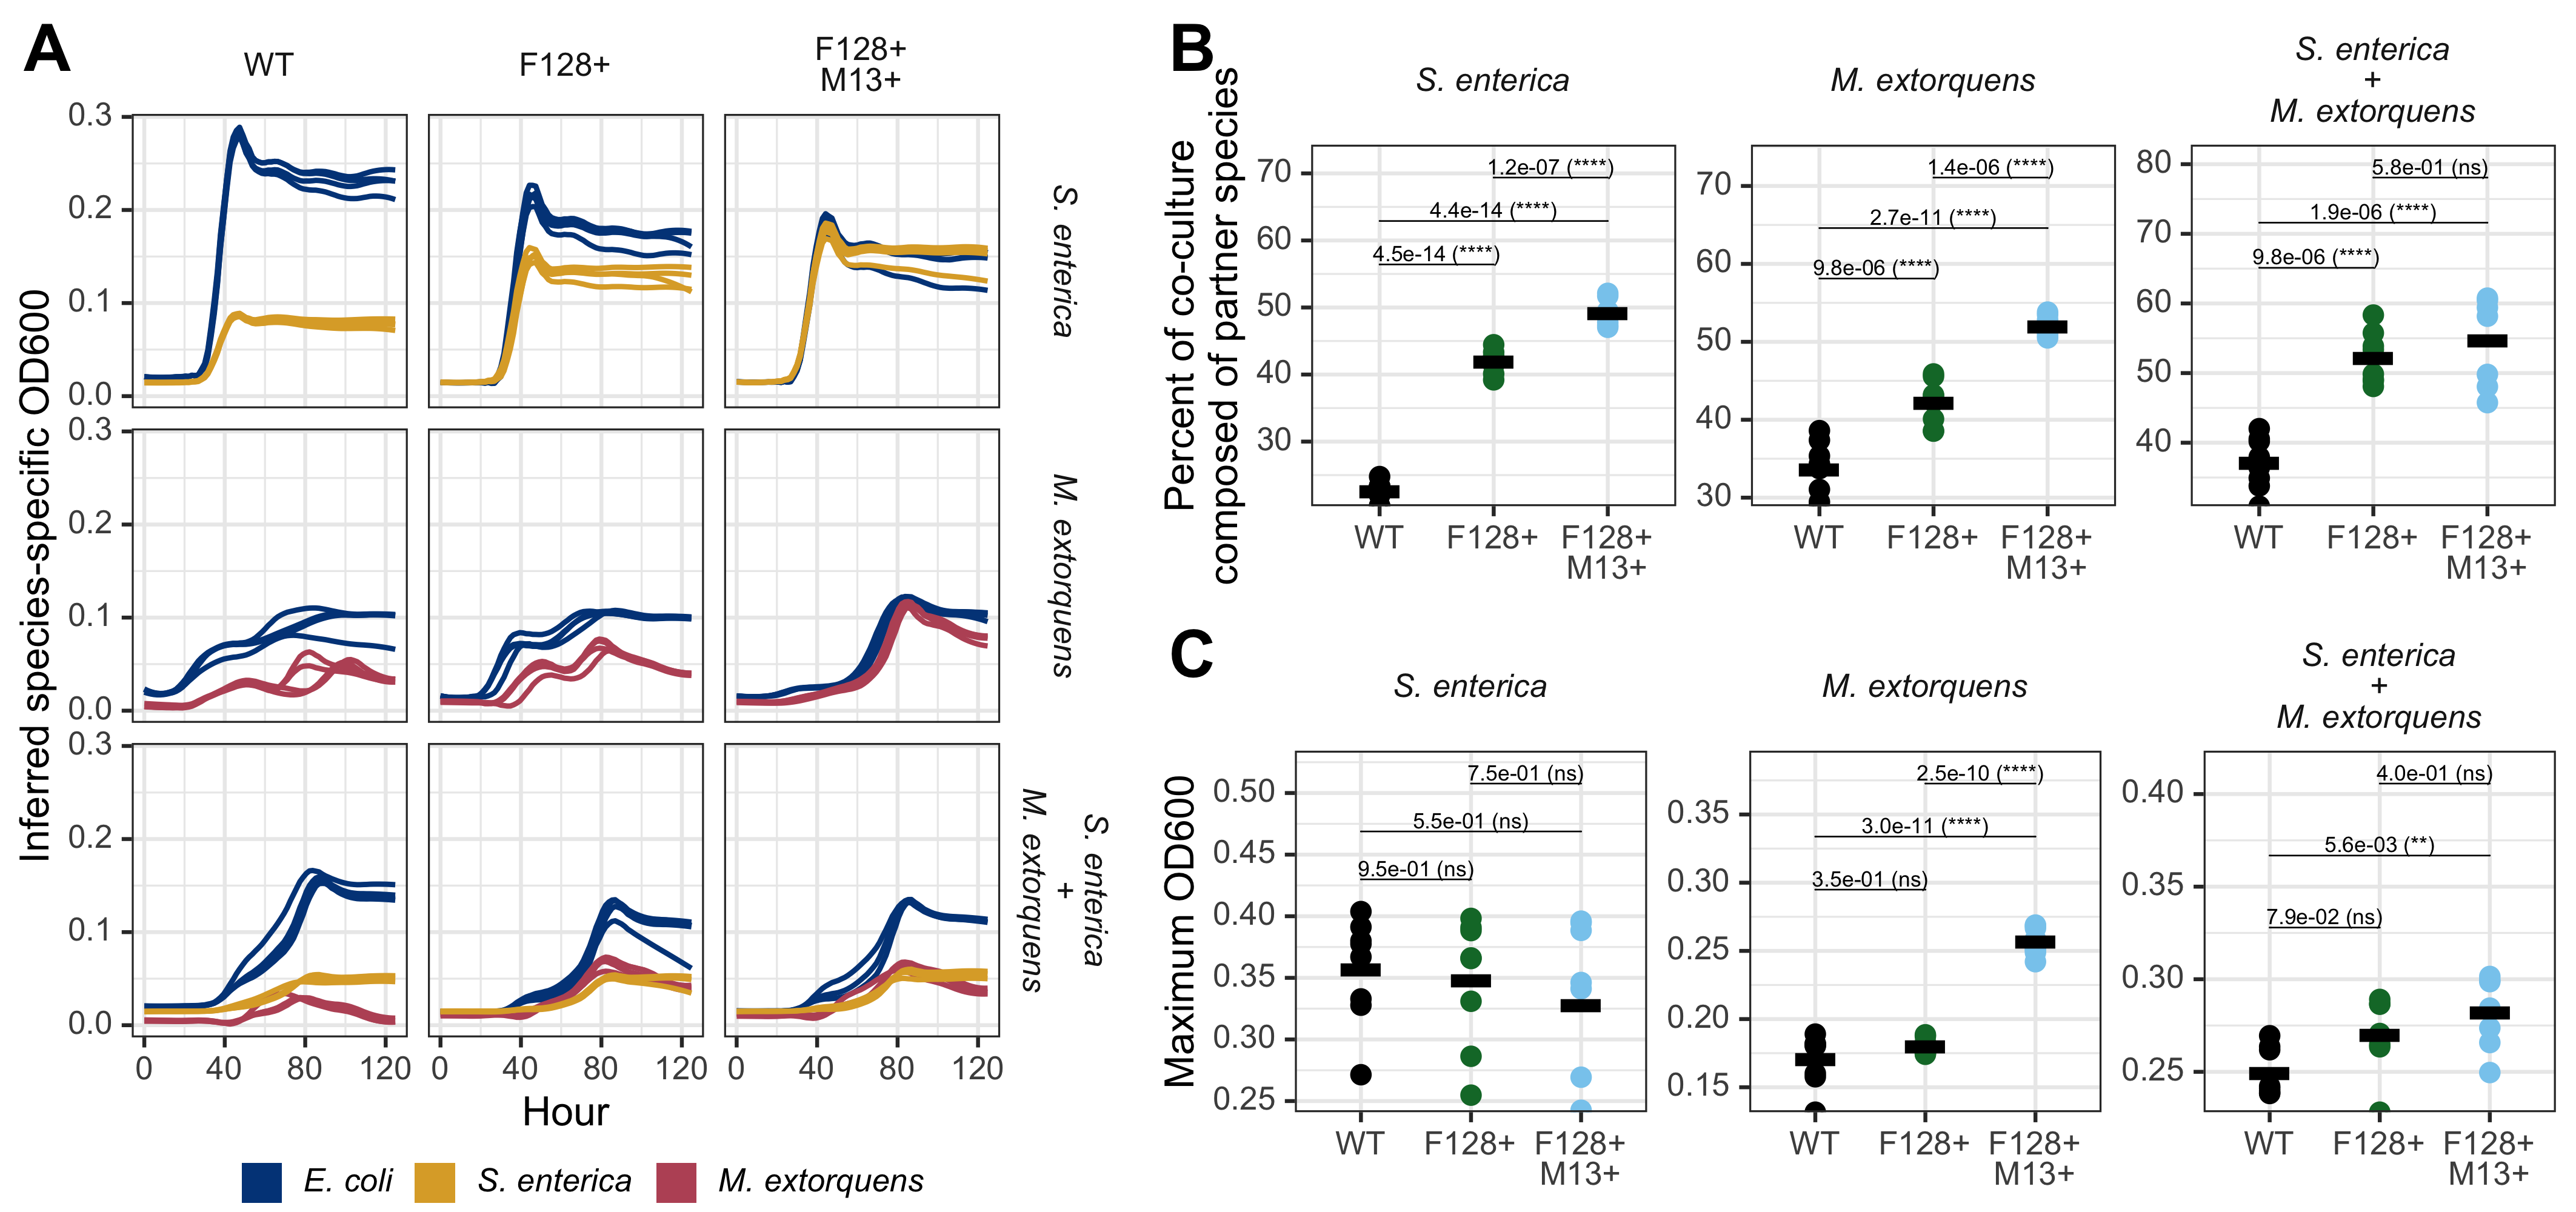 A
WT
F128+
F128+
M13+
Inferred species-specific OD600
0.3
0.2
0.1
0.0
S. enterica
0.3
0.2
0.1
0.0
M. extorquens
0.3
0.2
0.1
0.0
S. enterica
+
M. extorquens
0 40 80 120
0 40 80 120
0 40 80 120
Hour
E. coli
S. enterica
M. extorquens
B
Percent of co-culture
composed of partner species
S. enterica
70
60
50
40
30
1.2e-07 (****)
4.4e-14 (****)
4.5e-14 (****)
WT
F128+
F128+
M13+
M. extorquens
70
60
50
40
30
1.4e-06 (****)
2.7e-11 (****)
9.8e-06 (****)
WT
F128+
F128+
M13+
S. enterica
+
M. extorquens
80
70
60
50
40
5.8e-01 (ns)
1.9e-06 (****)
9.8e-06 (****)
WT
F128+
F128+
M13+
C
Maximum OD600
S. enterica
0.50
0.45
0.40
0.35
0.30
0.25
7.5e-01 (ns)
5.5e-01 (ns)
9.5e-01 (ns)
WT
F128+
F128+
M13+
M. extorquens
0.35
0.30
0.25
0.20
0.15
2.5e-10 (****)
3.0e-11 (****)
3.5e-01 (ns)
WT
F128+
F128+
M13+
S. enterica
+
M. extorquens
0.40
0.35
0.30
0.25
4.0e-01 (ns)
5.6e-03 (**)
7.9e-02 (ns)
WT
F128+
F128+
M13+